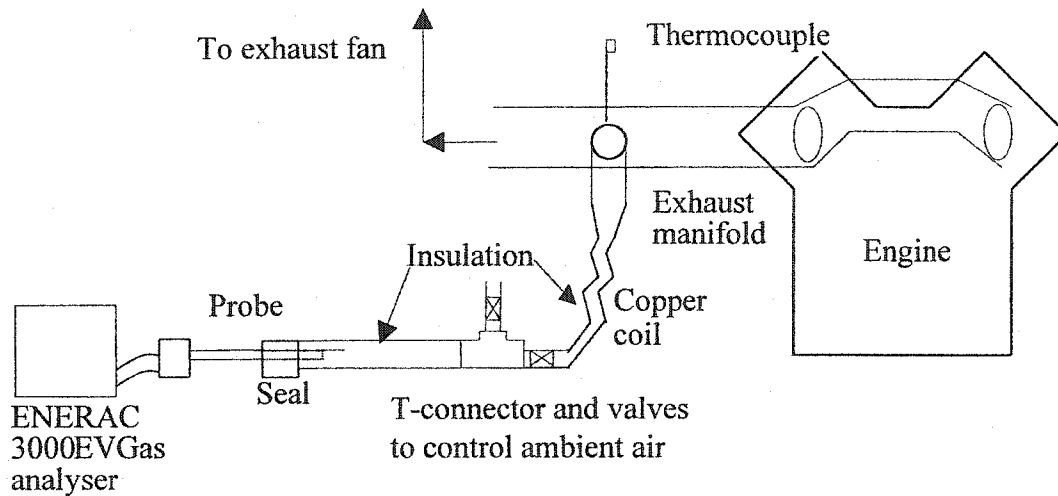 To exhaust fan
Thermocouple
Exhaust
manifold
Engine
Insulation
Copper
coil
Probe
Seal
T-connector and valves
to control ambient air
ENERAC
3000EVGas
analyser